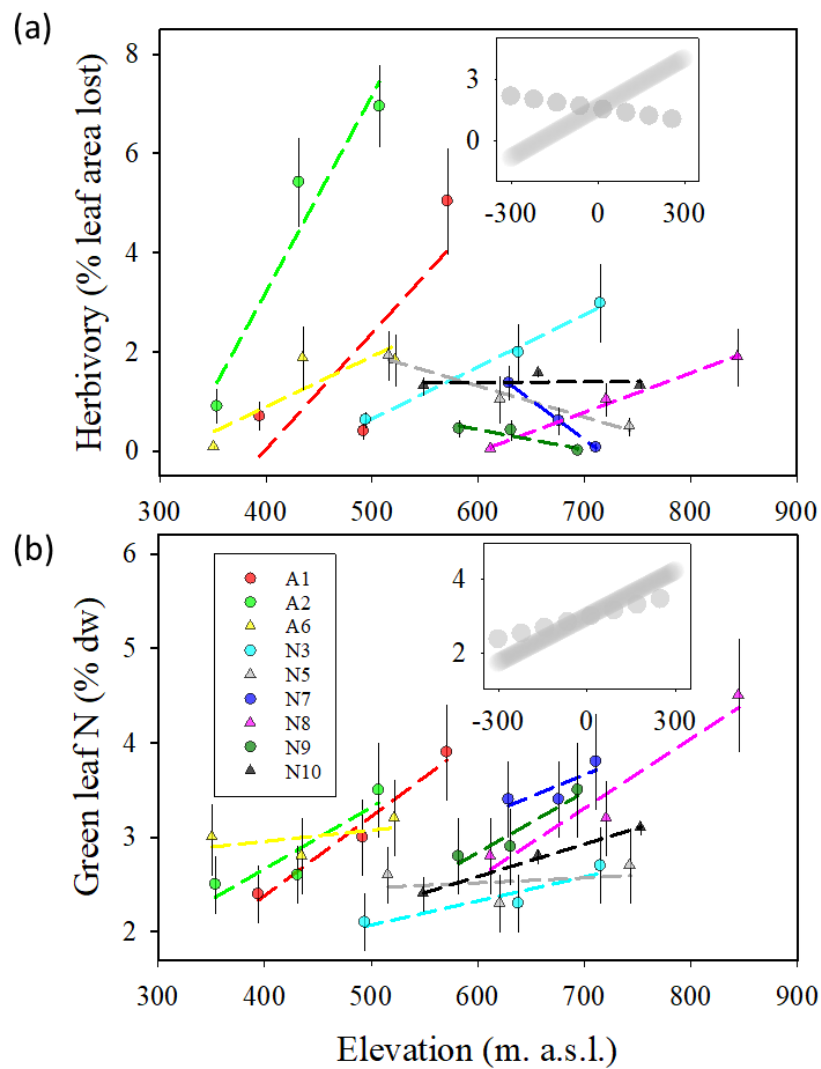 (a)
Herbivory (% leaf area lost)
8
6
4
2
0
3
0
-300 0 300
300 400 500 600 700 800 900
(b)
Green leaf N (% dw)
6
5
4
3
2
A1
A2
A6
N3
N5
N7
N8
N9
N10
4
2
-300 0 300
300 400 500 600 700 800 900
Elevation (m. a.s.l.)